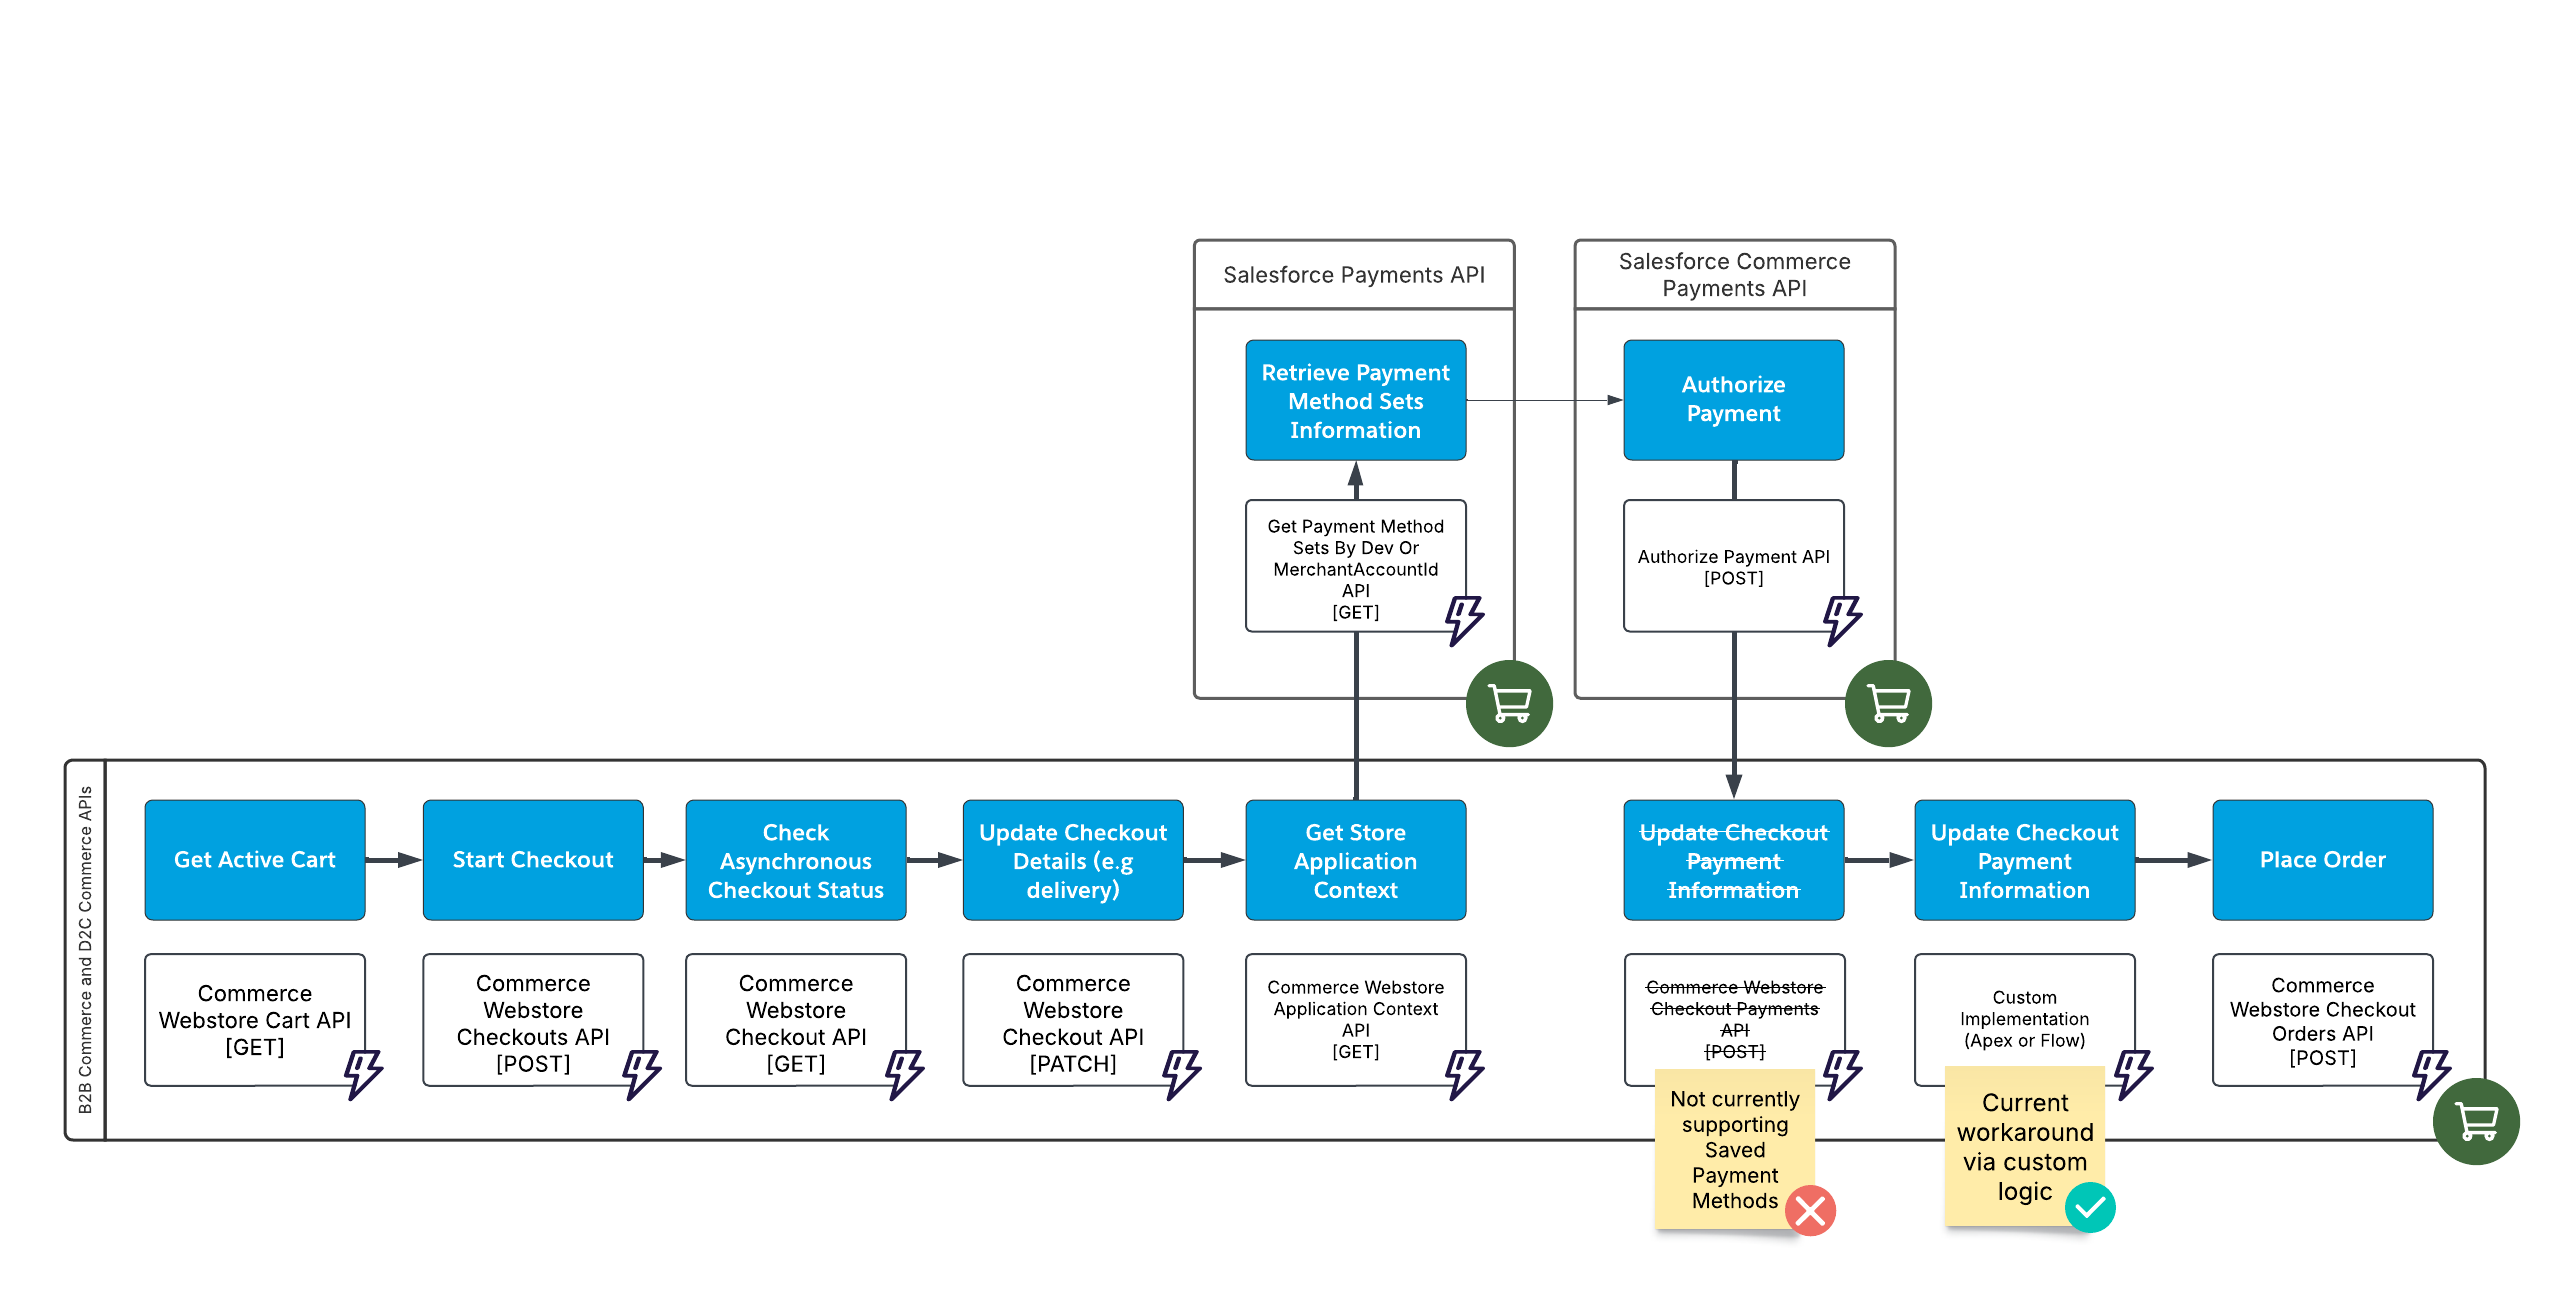 Salesforce Payments API
Salesforce Commerce
Payments API
Retrieve Payment
Method Sets
Information
Authorize
Payment
Get Payment Method
Sets By Dev Or
MerchantAccountId
API
[GET]
Authorize Payment API
[POST]
B2B Commerce and D2C Commerce APIs
Get Active Cart
Start Checkout
Check
Asynchronous
Checkout Status
Update Checkout
Details (e.g
delivery)
Get Store
Application
Context
Update Checkout
Payment
Information
Update Checkout
Payment
Information
Place Order
Commerce
Webstore Cart API
[GET]
Commerce
Webstore
Checkouts API
[POST]
Commerce
Webstore
Checkout API
[GET]
Commerce
Webstore
Checkout API
[PATCH]
Commerce Webstore
Application Context
API
[GET]
Commerce Webstore
Checkout Payments
API
[POST]
Custom
Implementation
(Apex or Flow)
Commerce
Webstore Checkout
Orders API
[POST]
Not currently
supporting
Saved
Payment
Methods
Current
workaround
via custom
logic